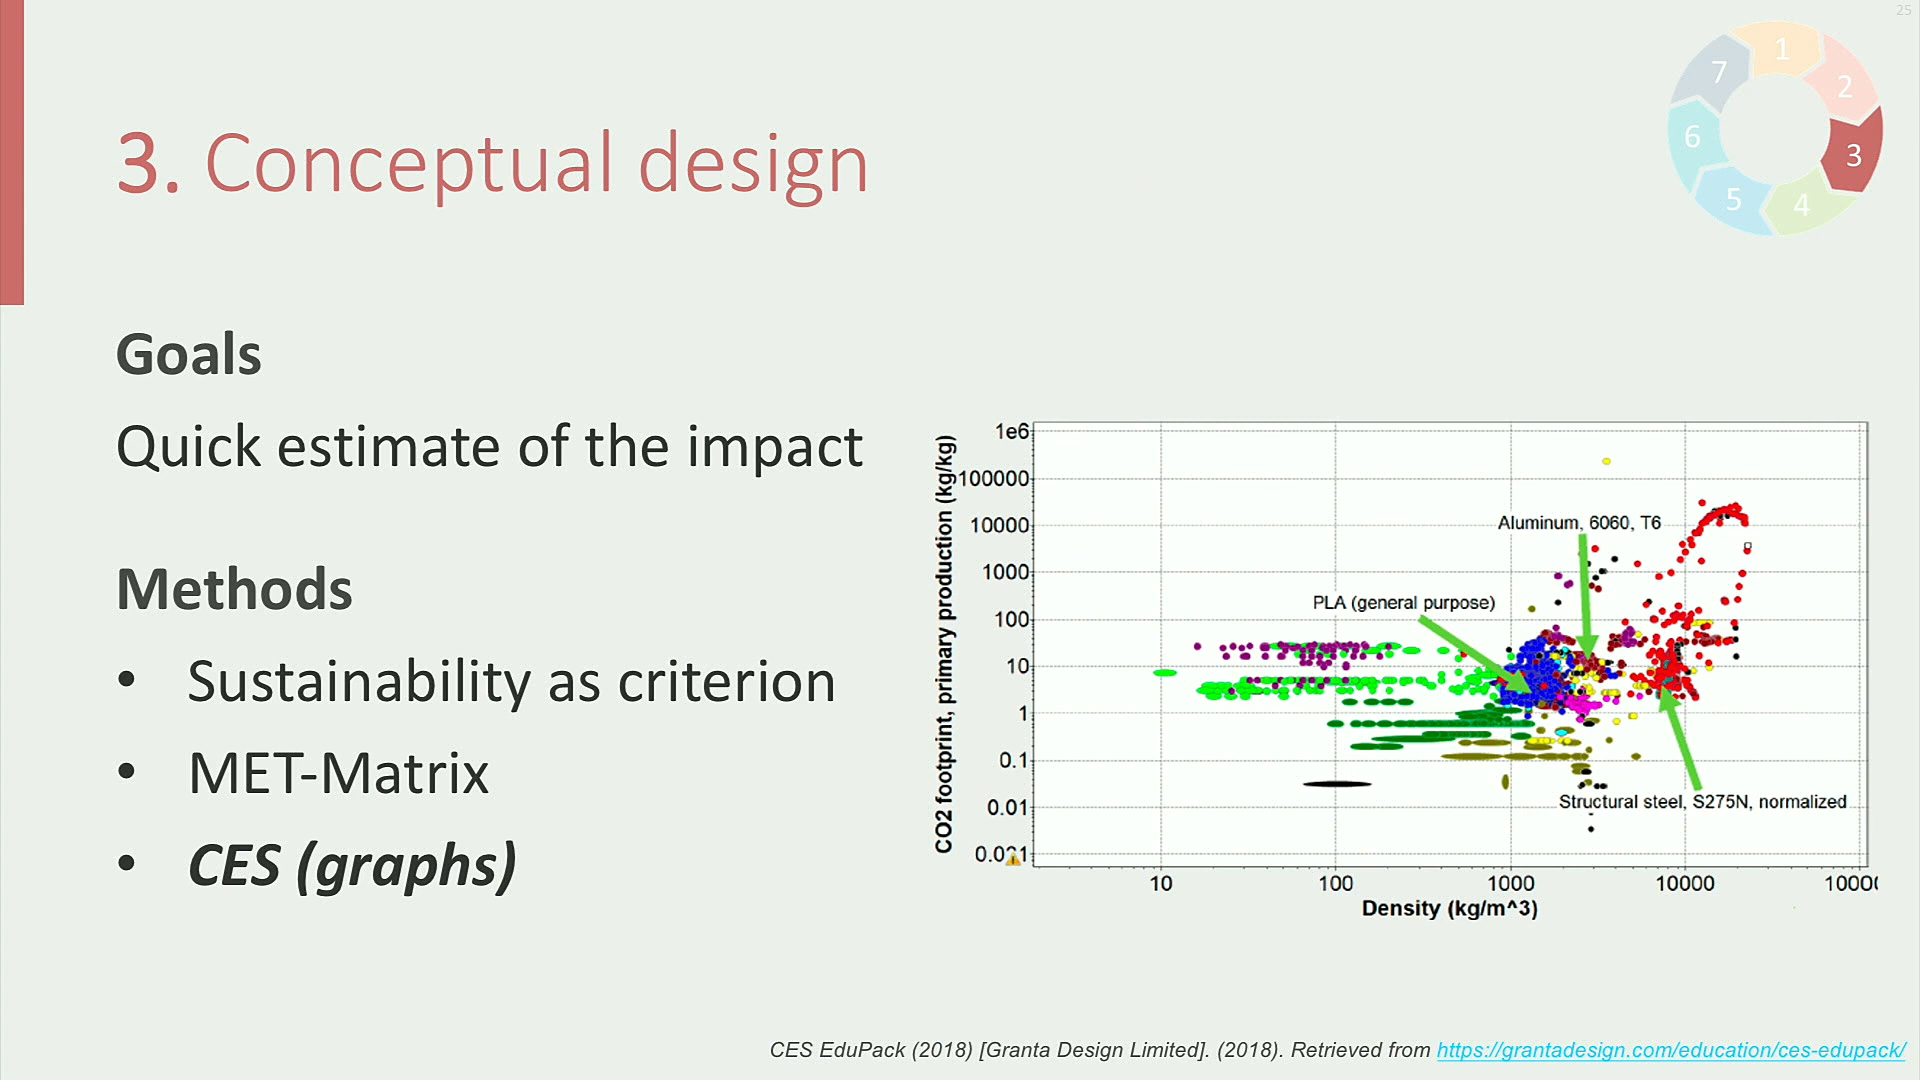 25
1
2
3
4
5
6
7
3. Conceptual design
Goals
Quick estimate of the impact
Methods
• Sustainability as criterion
• MET-Matrix
• CES (graphs)
CO2 footprint, primary production (kg/kg)
1e6
100000
10000
1000
100
10
1
0.1
0.01
Aluminum, 6060, T6
PLA (general purpose)
Structural steel, S275N, normalized
10
100
1000
10000
Density (kg/m^3)
CES EduPack (2018) [Granta Design Limited]. (2018). Retrieved from https://grantadesign.com/education/ces-edupack/